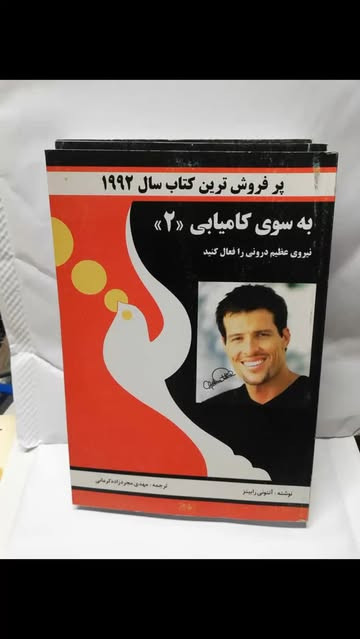 پر فروش ترین کتاب سال ۱۹۹۲
به سوی کامیابی «۲»
نیروی عظیم درونی را فعال کنید
نوشته : آنتونی رابینز
ترجمه : مهدی مجردزاده کرمانی